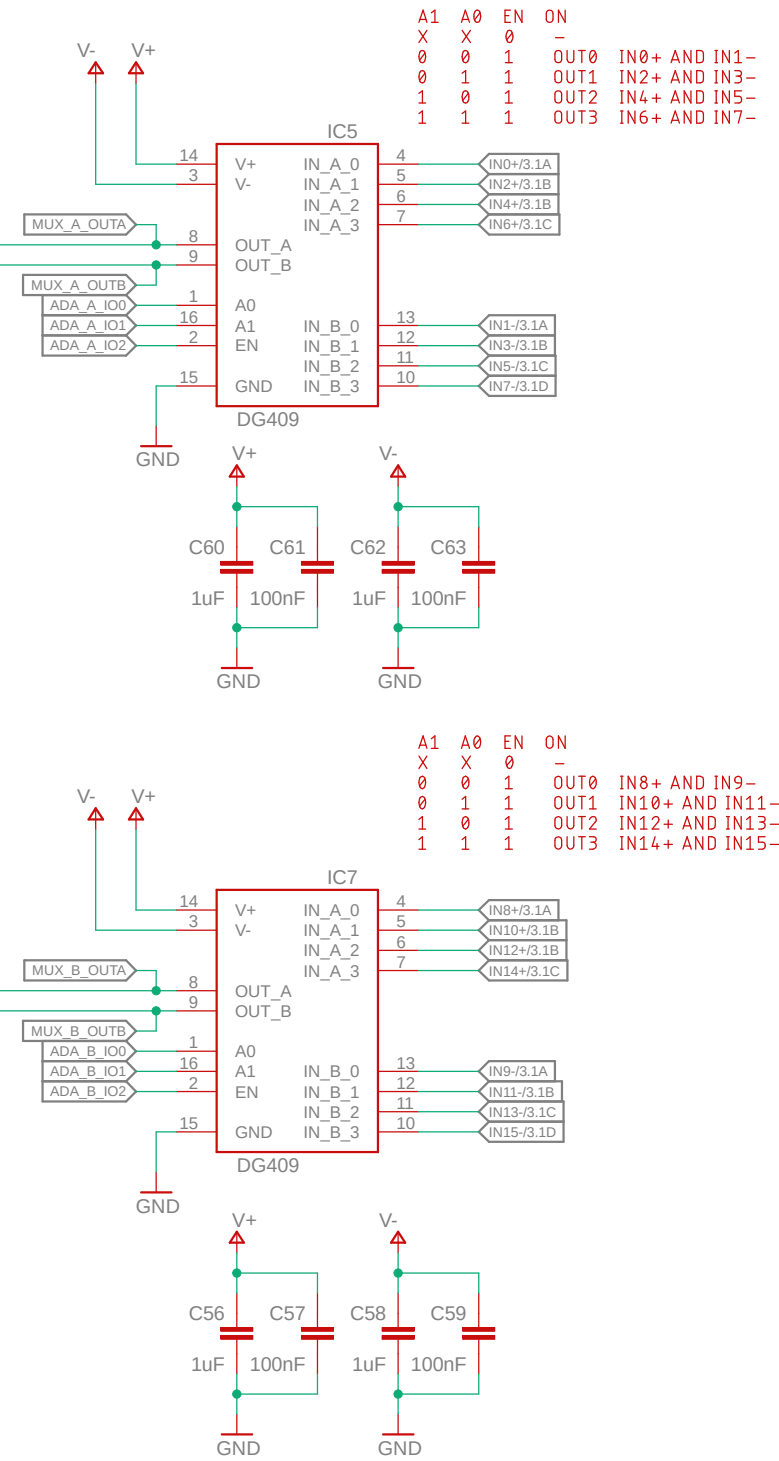 A1 A0 EN ON
X X 0 -
0 0 1 OUT0 IN0+ AND IN1-
0 1 1 OUT1 IN2+ AND IN3-
1 0 1 OUT2 IN4+ AND IN5-
1 1 1 OUT3 IN6+ AND IN7-
V- V+
IC5
14 V+ IN_A_0 4 IN0+/3.1A
3 V- IN_A_1 5 IN2+/3.1B
IN_A_2 6 IN4+/3.1B
MUX_A_OUTA IN_A_3 7 IN6+/3.1C
8 OUT_A
9 OUT_B
MUX_A_OUTB
ADA_A_IO0 1 A0
ADA_A_IO1 16 A1 IN_B_0 13 IN1-/3.1A
ADA_A_IO2 2 EN IN_B_1 12 IN3-/3.1B
IN_B_2 11 IN5-/3.1C
15 GND IN_B_3 10 IN7-/3.1D
DG409
GND
V+ V-
C60 C61 C62 C63
1uF 100nF 1uF 100nF
GND GND
A1 A0 EN ON
X X 0 -
0 0 1 OUT0 IN8+ AND IN9-
0 1 1 OUT1 IN10+ AND IN11-
1 0 1 OUT2 IN12+ AND IN13-
1 1 1 OUT3 IN14+ AND IN15-
V- V+
IC7
14 V+ IN_A_0 4 IN8+/3.1A
3 V- IN_A_1 5 IN10+/3.1B
IN_A_2 6 IN12+/3.1B
MUX_B_OUTA IN_A_3 7 IN14+/3.1C
8 OUT_A
9 OUT_B
MUX_B_OUTB
ADA_B_IO0 1 A0
ADA_B_IO1 16 A1 IN_B_0 13 IN9-/3.1A
ADA_B_IO2 2 EN IN_B_1 12 IN11-/3.1B
IN_B_2 11 IN13-/3.1C
15 GND IN_B_3 10 IN15-/3.1D
DG409
GND
V+ V-
C56 C57 C58 C59
1uF 100nF 1uF 100nF
GND GND